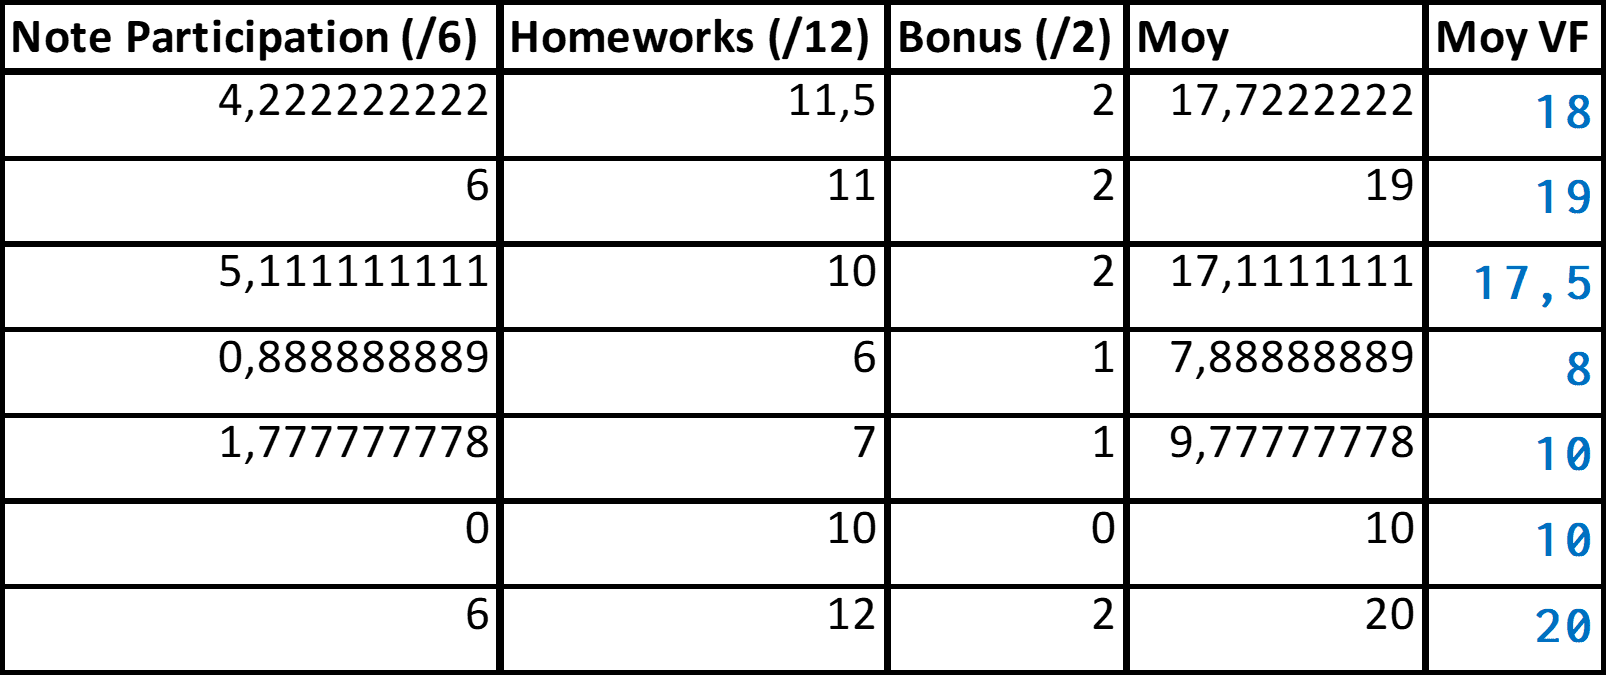 Note Participation (/6) Homeworks (/12) Bonus (/2) Moy Moy VF
4,222222222 11,5 2 17,7222222 18
6 11 2 19 19
5,111111111 10 2 17,1111111 17,5
0,888888889 6 1 7,88888889 8
1,777777778 7 1 9,77777778 10
0 10 0 10 10
6 12 2 20 20